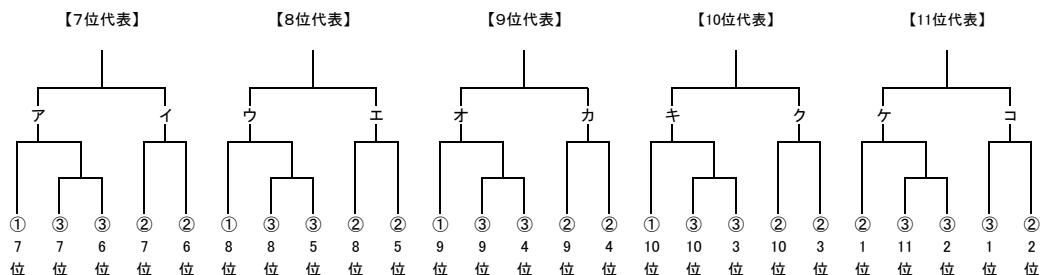 【7位代表】 【8位代表】 【9位代表】 【10位代表】 【11位代表】
ア イ ウ エ オ カ キ ク ケ コ
① ③ ③ ② ② ① ③ ③ ② ② ① ③ ③ ② ② ① ③ ③ ② ② ② ③ ③ ③ ②
7 7 6 7 6 8 8 5 8 5 9 9 4 9 4 10 10 3 10 3 1 11 2 1 2
位 位 位 位 位 位 位 位 位 位 位 位 位 位 位 位 位 位 位 位 位 位 位 位 位